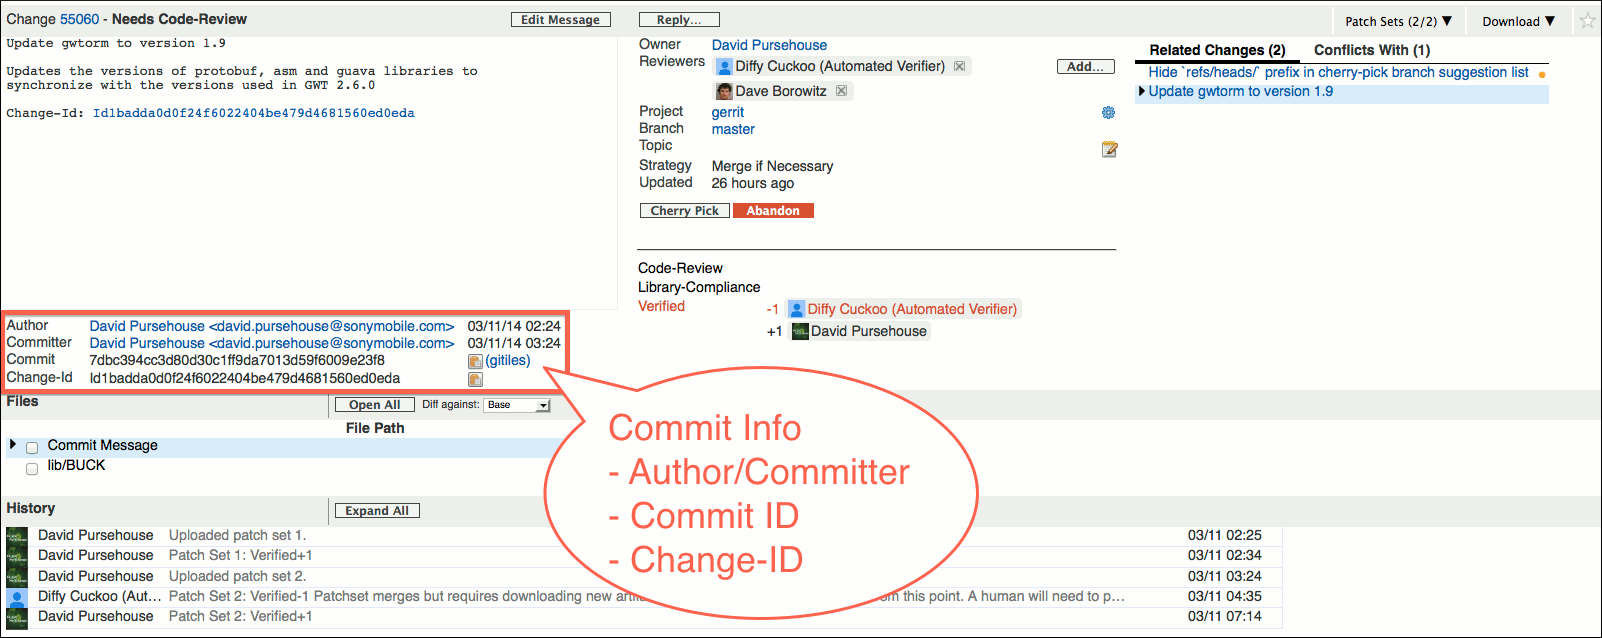 Change 55060 - Needs Code-Review
Edit Message
Reply...
Patch Sets (2/2) ▼
Download ▼
Update gwtorm to version 1.9
Updates the versions of protobuf, asm and guava libraries to
synchronize with the versions used in GWT 2.6.0
Change-Id: Id1badda0d0f24f6022404be479d4681560ed0eda
Owner David Pursehouse
Reviewers Diffy Cuckoo (Automated Verifier)
Add...
Dave Borowitz
Project gerrit
Branch master
Topic
Strategy Merge if Necessary
Updated 26 hours ago
Cherry Pick Abandon
Related Changes (2) Conflicts With (1)
Hide `refs/heads/` prefix in cherry-pick branch suggestion list
Update gwtorm to version 1.9
Code-Review
Library-Compliance
Verified -1 Diffy Cuckoo (Automated Verifier)
+1 David Pursehouse
Author David Pursehouse <david.pursehouse@sonymobile.com> 03/11/14 02:24
Committer David Pursehouse <david.pursehouse@sonymobile.com> 03/11/14 03:24
Commit 7dbc394cc3d80d30c1ff9da7013d59f6009e23f8 (gitiles)
Change-Id Id1badda0d0f24f6022404be479d4681560ed0eda
Files Open All Diff against: Base
File Path
Commit Message
lib/BUCK
Commit Info
- Author/Committer
- Commit ID
- Change-ID
History Expand All
David Pursehouse Uploaded patch set 1. 03/11 02:25
David Pursehouse Patch Set 1: Verified+1 03/11 02:34
David Pursehouse Uploaded patch set 2. 03/11 03:24
Diffy Cuckoo (Aut... Patch Set 2: Verified-1 Patchset merges but requires downloading new this point. A human will need to p... 03/11 04:35
David Pursehouse Patch Set 2: Verified+1 03/11 07:14